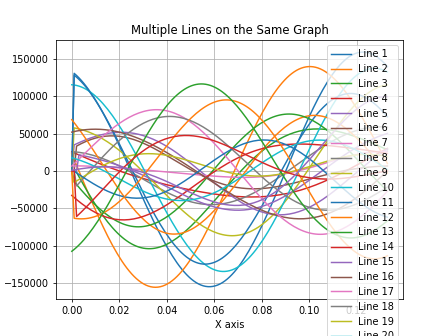 Multiple Lines on the Same Graph
150000
100000
50000
0
−50000
−100000
−150000
0.00
0.02
0.04
0.06
0.08
0.10
X axis
Line 1
Line 2
Line 3
Line 4
Line 5
Line 6
Line 7
Line 8
Line 9
Line 10
Line 11
Line 12
Line 13
Line 14
Line 15
Line 16
Line 17
Line 18
Line 19
Line 20